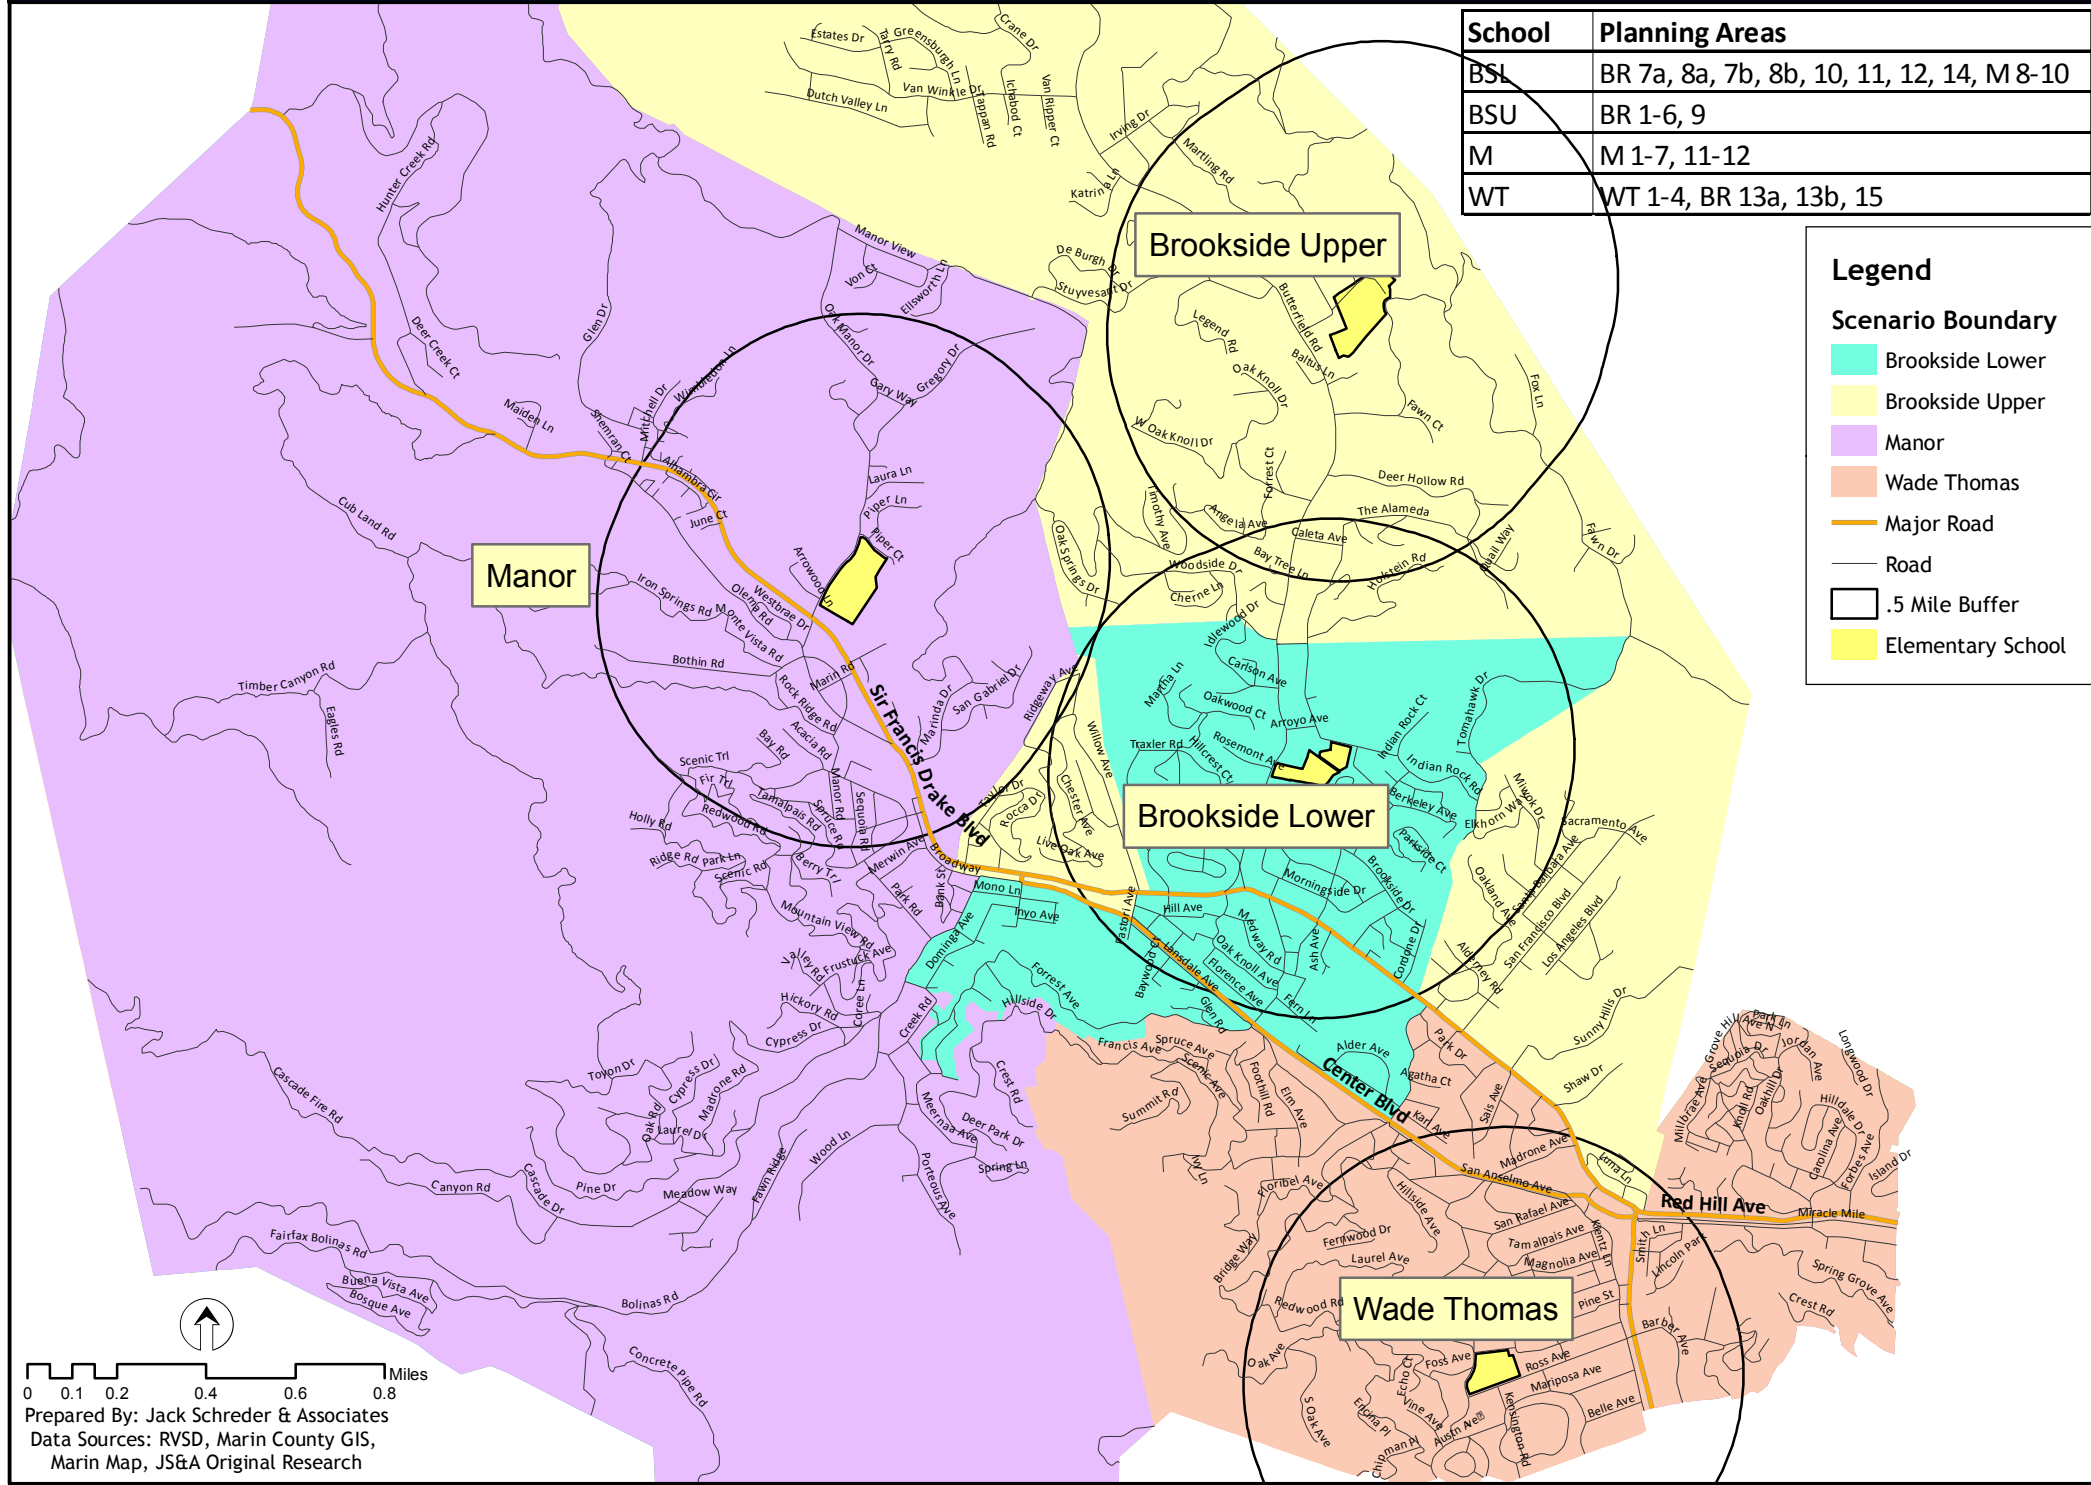 School Planning Areas
BSL BR 7a, 8a, 7b, 8b, 10, 11, 12, 14, M 8-10
BSU BR 1-6, 9
M M 1-7, 11-12
WT WT 1-4, BR 13a, 13b, 15
Legend
Scenario Boundary
Brookside Lower
Brookside Upper
Manor
Wade Thomas
Major Road
Road
.5 Mile Buffer
Elementary School
Brookside Upper
Manor
Brookside Lower
Wade Thomas
Sir Francis Drake Blvd
Center Blvd
Red Hill Ave
Estates Dr
Tarry Rd
Greensburgh Ln
Crane Dr
Van Winkle Dr
Dutch Valley Ln
Tappan Rd
Ichabod Ct
Van Ripper Ct
Irving Dr
Martling Rd
Katrina Ln
De Burgh Dr
Stuyvesant Dr
Butterfield Rd
Legend Rd
Baltus Ln
Oak Knoll Dr
W Oak Knoll Dr
Fawn Ct
Fox Ln
Forrest Ct
Deer Hollow Rd
The Alameda
Timothy Ave
Angela Ave
Caleta Ave
Bay Tree Ln
Holstein Rd
Quail Way
Fawn Dr
Oak Springs Dr
Woodside Dr
Cherne Ln
Idlewood Dr
Hunter Creek Rd
Deer Creek Ct
Glen Dr
Manor View
Von Ct
Ellsworth Ln
Oak Manor Dr
Gary Way
Gregory Dr
Wimbledon Ln
Mitchell Dr
Shemran Ct
Maiden Ln
Alhambra Cir
June Ct
Laura Ln
Piper Ln
Piper Ct
Arrowood Ln
Cub Land Rd
Iron Springs Rd
Olema Rd
Westbrae Dr
Monte Vista Rd
Bothin Rd
Marin Rd
Rock Ridge Rd
Timber Canyon Rd
Eagles Rd
Acacia Rd
Bay Rd
Scenic Trl
Fir Trl
Manor Rd
Sequoia Rd
Tamalpais Rd
Spruce Rd
Redwood Rd
Holly Rd
Ridge Rd
Park Ln
Scenic Rd
Berry Trl
Merwin Ave
Broadway
Bank St
Park Rd
Marinda Dr
San Gabriel Dr
Ridgeway Ave
Willow Ave
Taylor Dr
Rocca Dr
Chester Ave
Live Oak Ave
Martha Ln
Carlson Ave
Oakwood Ct
Arroyo Ave
Traxler Rd
Hillcrest Ct
Rosemont Ave
Indian Rock Ct
Tomahawk Dr
Indian Rock Rd
Berkeley Ave
Parkside Ct
Brookside Dr
Morningside Dr
Elkhorn Wa
Miwok Dr
Sacramento Ave
Santa Barbara Ave
Oakland Ave
San Francisco Blvd
Los Angeles Blvd
Alderney Rd
Cordone Dr
Mono Ln
Inyo Ave
Dominga Ave
Pastori Ave
Hill Ave
Medway Rd
Oak Knoll Ave
Ash Ave
Lansdale Ave
Florence Ave
Fern Ln
Glen Rd
Forrest Ave
Hillside Dr
Mountain View Rd
Frustuck Ave
Valley Rd
Hickory Rd
Coree Ln
Cypress Dr
Creek Rd
Toyon Dr
Cypress Dr
Madrone Rd
Oak Rd
Laurel Dr
Crest Rd
Meernaa Ave
Deer Park Dr
Spring Ln
Porteous Ave
Wood Ln
Fawn Ridge
Cascade Fire Rd
Canyon Rd
Cascade Dr
Pine Dr
Meadow Way
Fairfax Bolinas Rd
Buena Vista Ave
Bosque Ave
Bolinas Rd
Concrete Pipe Rd
Francis Ave
Spruce Ave
Scenic Ave
Summit Rd
Foothill Rd
Elm Ave
Alder Ave
Agatha Ct
Karl Ave
Park Dr
Sais Ave
Sunny Hills Dr
Shaw Dr
Luna Ln
Madrone Ave
San Anselmo Ave
San Rafael Ave
Tamalpais Ave
Magnolia Ave
Klentz Ln
Pine St
Smith Ln
Lincoln Park
Miracle Mile
Spring Grove Ave
Crest Rd
Barber Ave
Ivy Ln
Floribel Ave
Hillside Ave
Fernwood Dr
Laurel Ave
Bridge Way
Redwood Rd
Oak Ave
S Oak Ave
Echo Ct
Foss Ave
Ross Ave
Mariposa Ave
Belle Ave
Kensington Rd
Vine Ave
Encina Pl
Chipman Pl
Grove Hill Ave N
Park Ln
Sequoia Dr
Jordan Ave
Longwood Dr
Millbrae Ave
Knoll Rd
Oakhill Dr
Hilldale Dr
Carolina Ave
Forbes Ave
Island Dr
0 0.1 0.2 0.4 0.6 0.8 Miles
Prepared By: Jack Schreder & Associates
Data Sources: RVSD, Marin County GIS,
Marin Map, JS&A Original Research